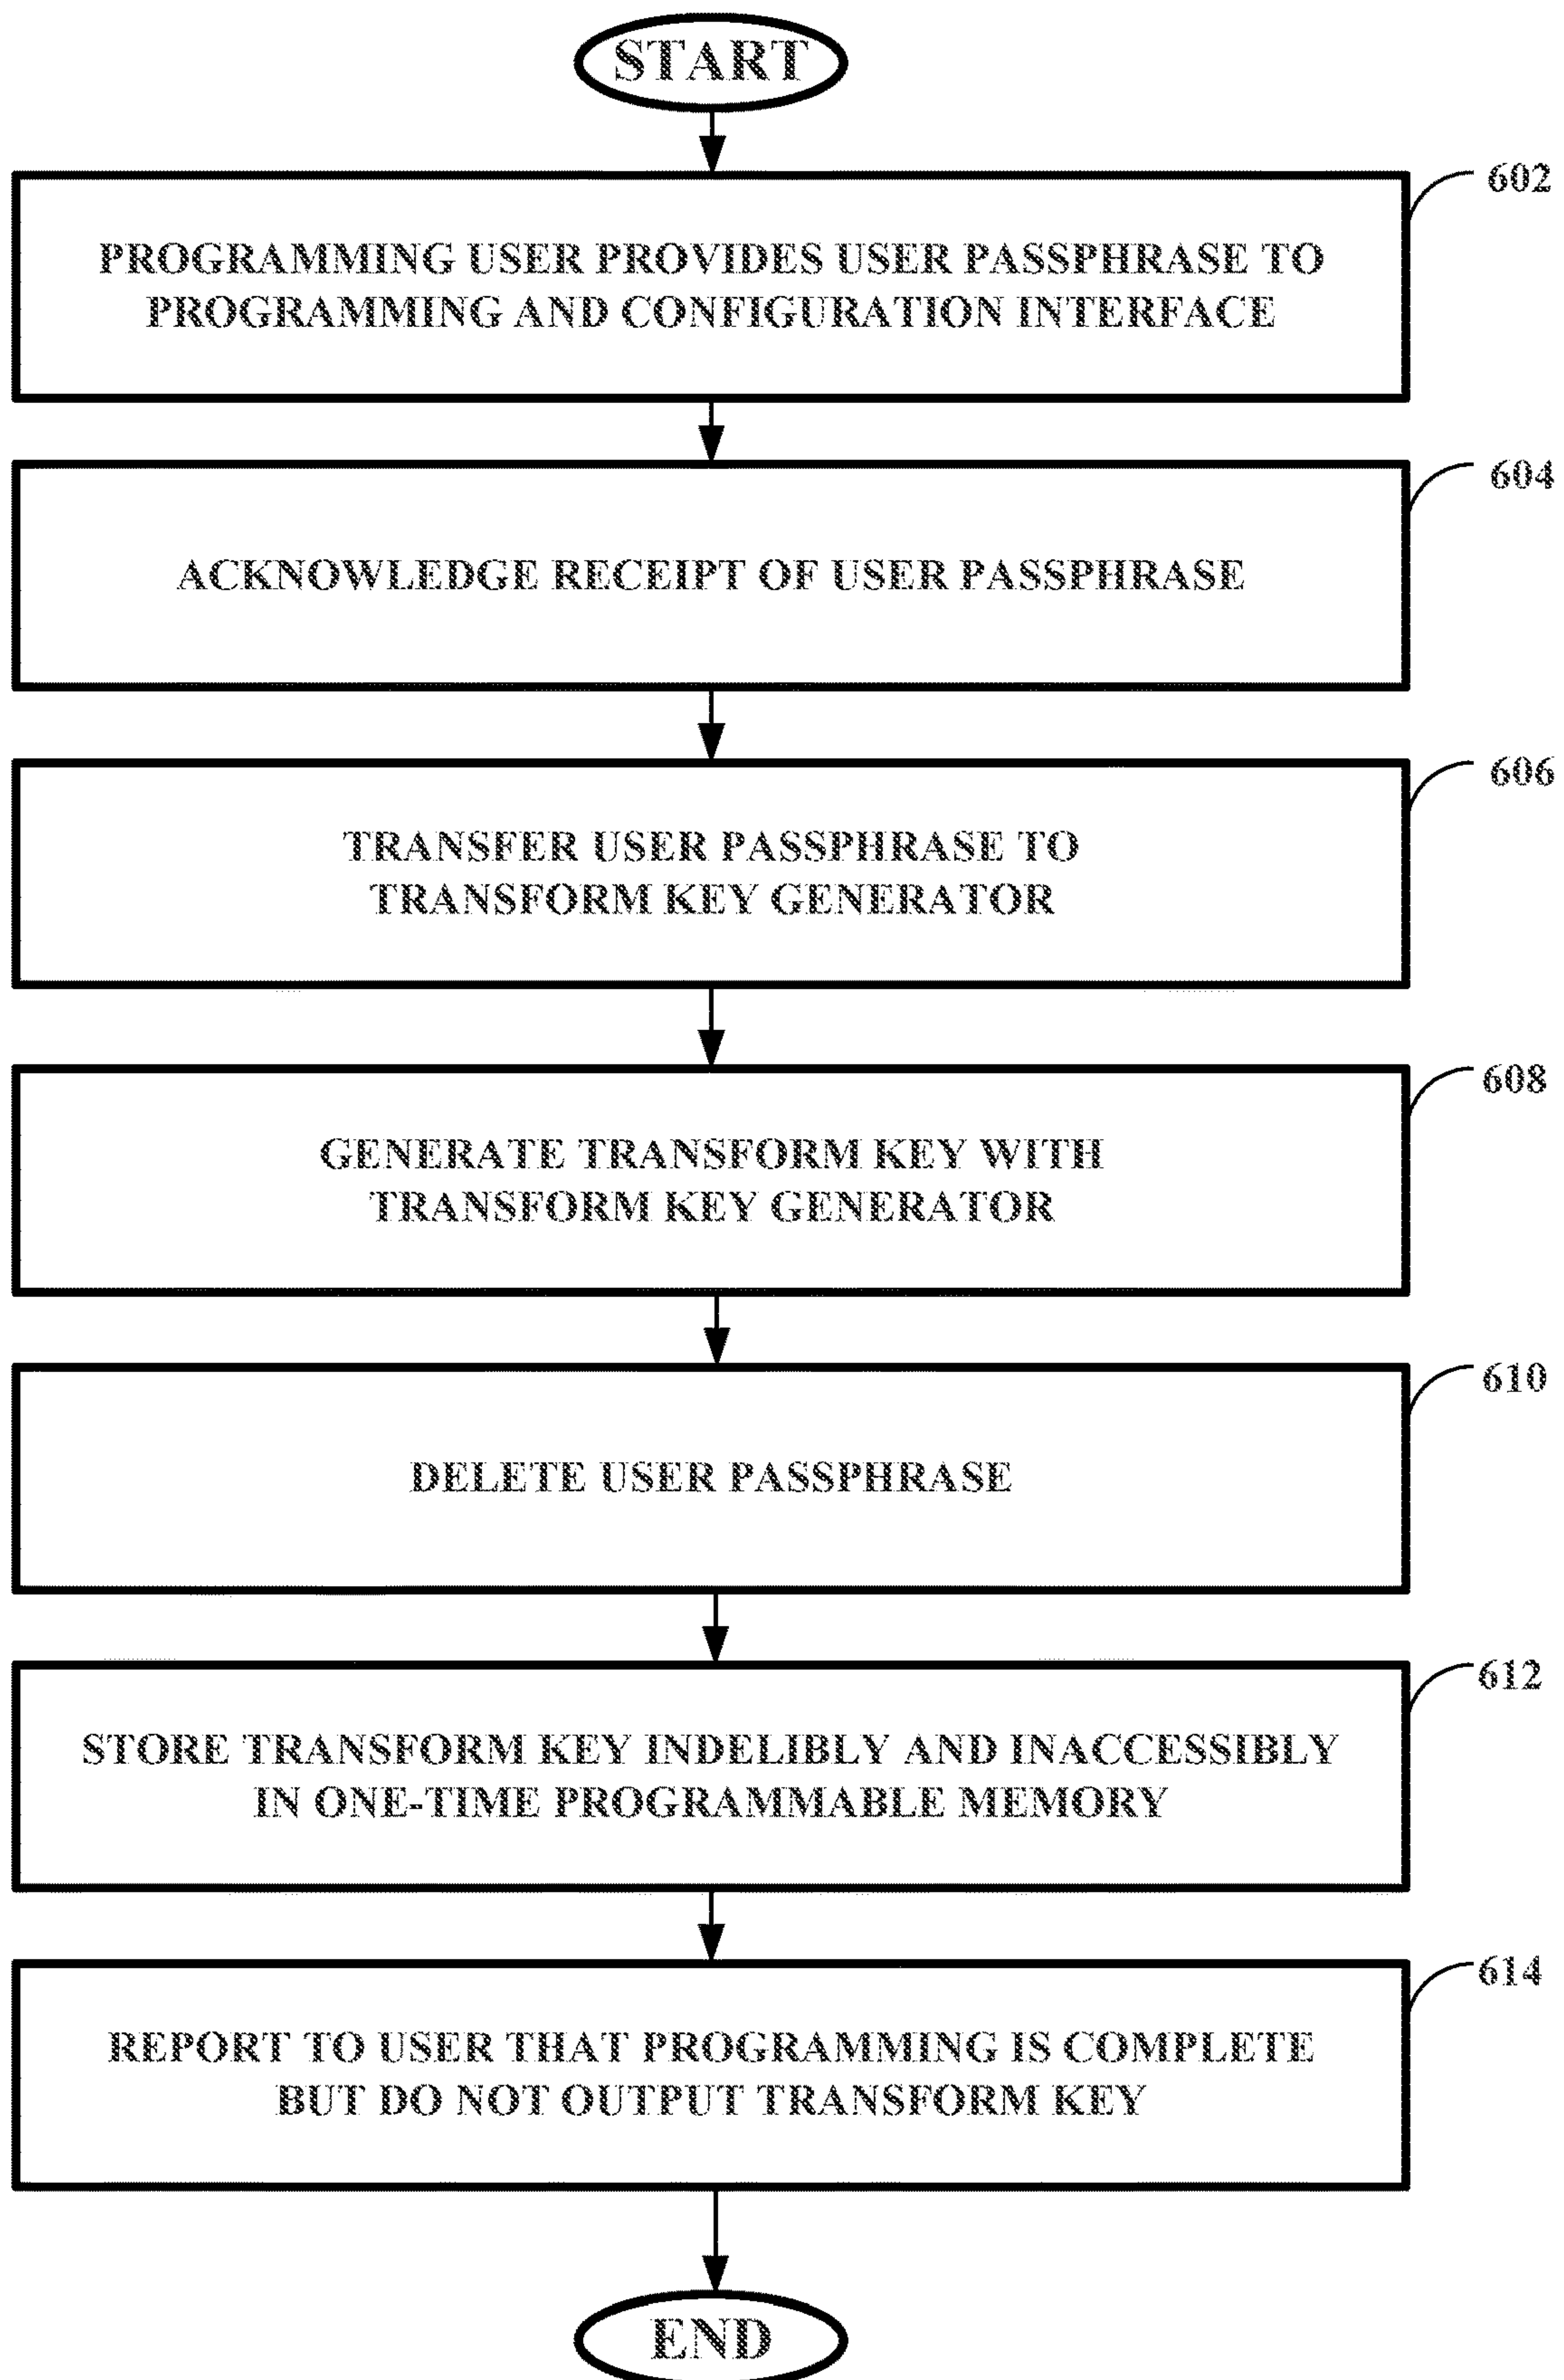 START
602
PROGRAMMING USER PROVIDES USER PASSPHRASE TO
PROGRAMMING AND CONFIGURATION INTERFACE
604
ACKNOWLEDGE RECEIPT OF USER PASSPHRASE
606
TRANSFER USER PASSPHRASE TO
TRANSFORM KEY GENERATOR
608
GENERATE TRANSFORM KEY WITH
TRANSFORM KEY GENERATOR
610
DELETE USER PASSPHRASE
612
STORE TRANSFORM KEY INDELIBLY AND INACCESSIBLY
IN ONE-TIME PROGRAMMABLE MEMORY
614
REPORT TO USER THAT PROGRAMMING IS COMPLETE
BUT DO NOT OUTPUT TRANSFORM KEY
END